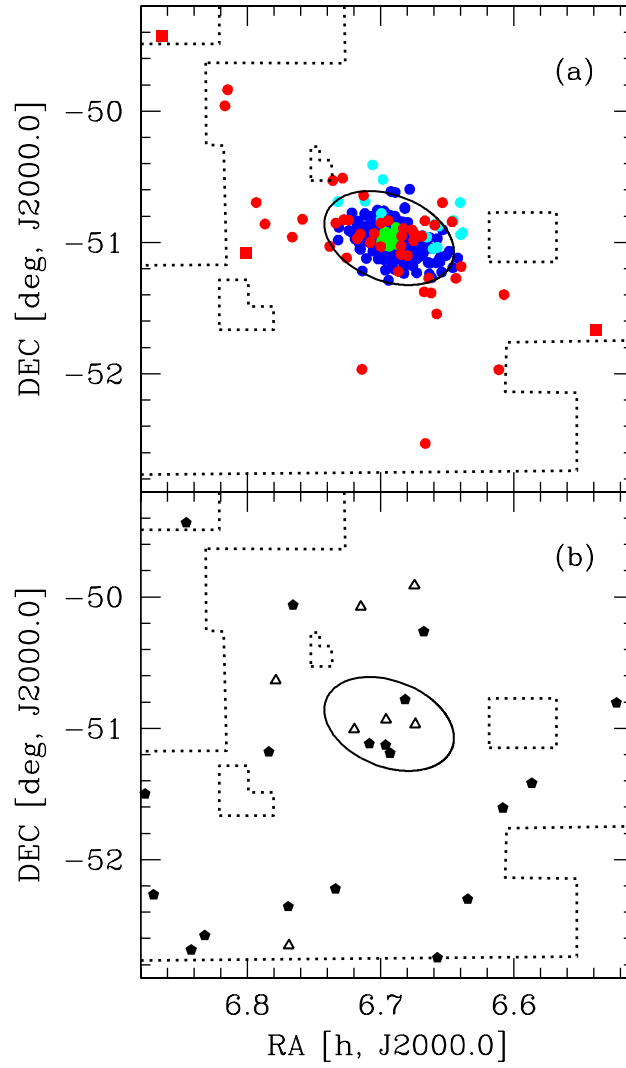 (a)
−50
−51
−52
DEC [deg, J2000.0]
(b)
−50
−51
−52
DEC [deg, J2000.0]
6.8 6.7 6.6
RA [h, J2000.0]